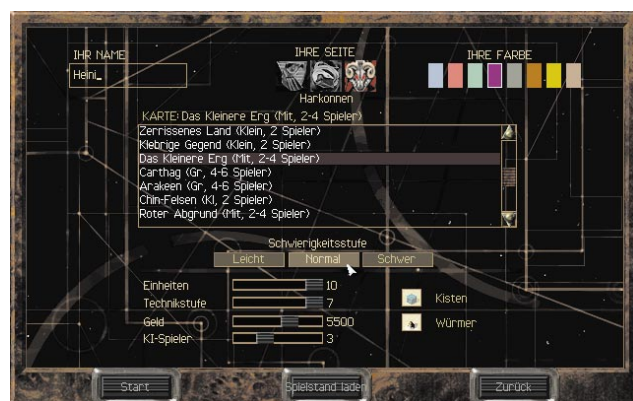 IHR NAME
IHRE SEITE
IHRE FARBE
Heini_
Harkonnen
KARTE: Das Kleinere Erg (Mit, 2-4 Spieler)
Zerrissenes Land (Klein, 2 Spieler)
Klebrige Gegend (Klein, 2 Spieler)
Das Kleinere Erg (Mit, 2-4 Spieler)
Carthag (Gr, 4-6 Spieler)
Arakeen (Gr, 4-6 Spieler)
Chin-Felsen (Kl, 2 Spieler)
Roter Abgrund (Mit, 2-4 Spieler)
Schwierigkeitsstufe
Leicht Normal Schwer
Einheiten 10
Technikstufe 7
Geld 5500
KI-Spieler 3
Kisten
Würmer
Start Spielstand laden Zurück